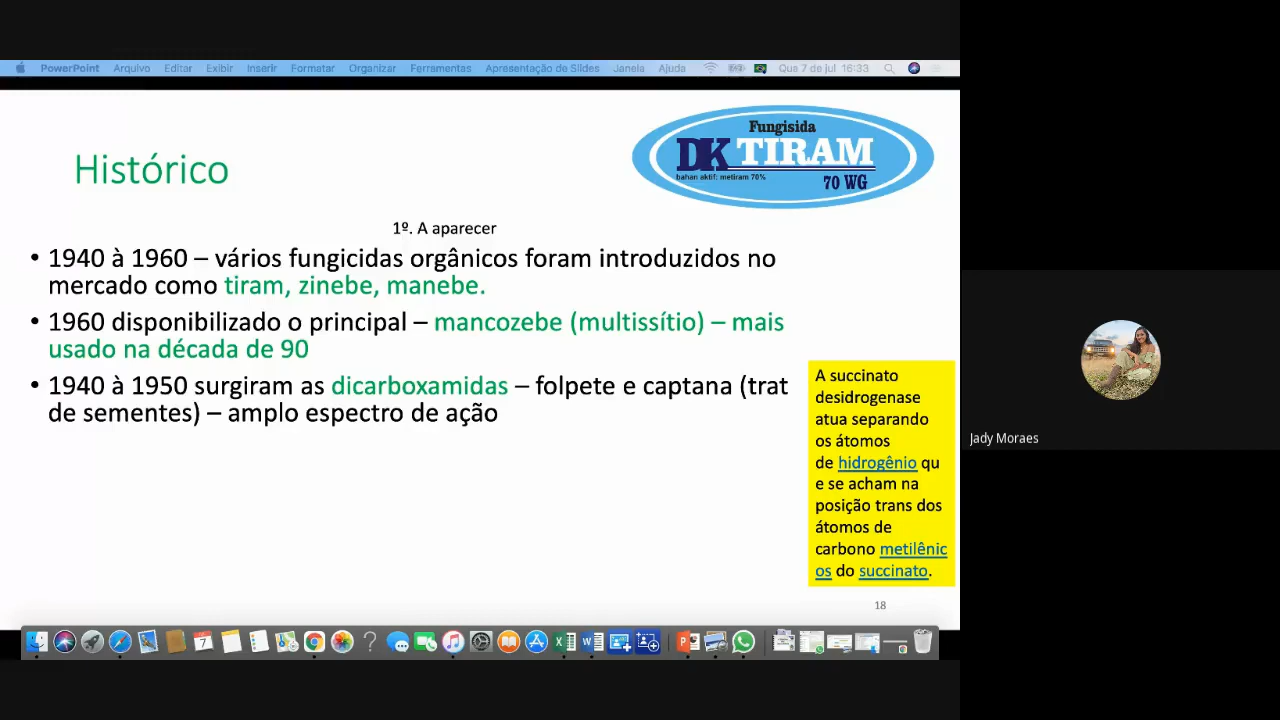 PowerPoint Arquivo Editar Exibir Inserir Formatar Organizar Ferramentas Apresentação de Slides Janela Ajuda Qua 7 de jul 16:33
Fungisida
DK TIRAM
bahan aktif: metiram 70%
70 WG
Histórico
1º. A aparecer
• 1940 à 1960 – vários fungicidas orgânicos foram introduzidos no
mercado como tiram, zinebe, manebe.
• 1960 disponibilizado o principal – mancozebe (multissítio) – mais
usado na década de 90
• 1940 à 1950 surgiram as dicarboxamidas – folpete e captana (trat
de sementes) – amplo espectro de ação
A succinato
desidrogenase
atua separando
os átomos
de hidrogênio qu
e se acham na
posição trans dos
átomos de
carbono metilênic
os do succinato.
18
Jady Moraes
7